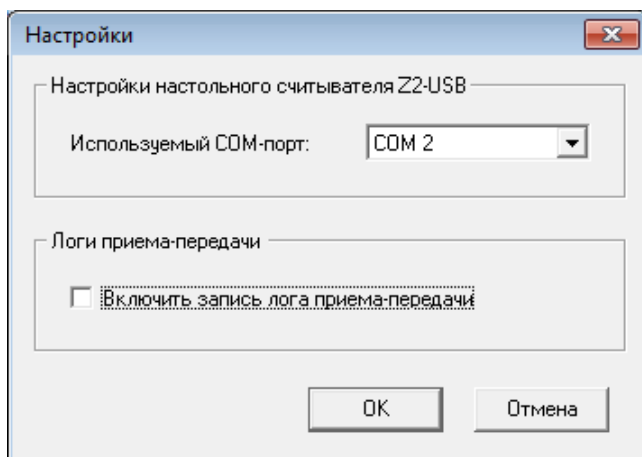 Настройки
Настройки настольного считывателя Z2-USB
Используемый COM-порт:
COM 2
Логи приема-передачи
Включить запись лога приема-передачи
OK
Отмена